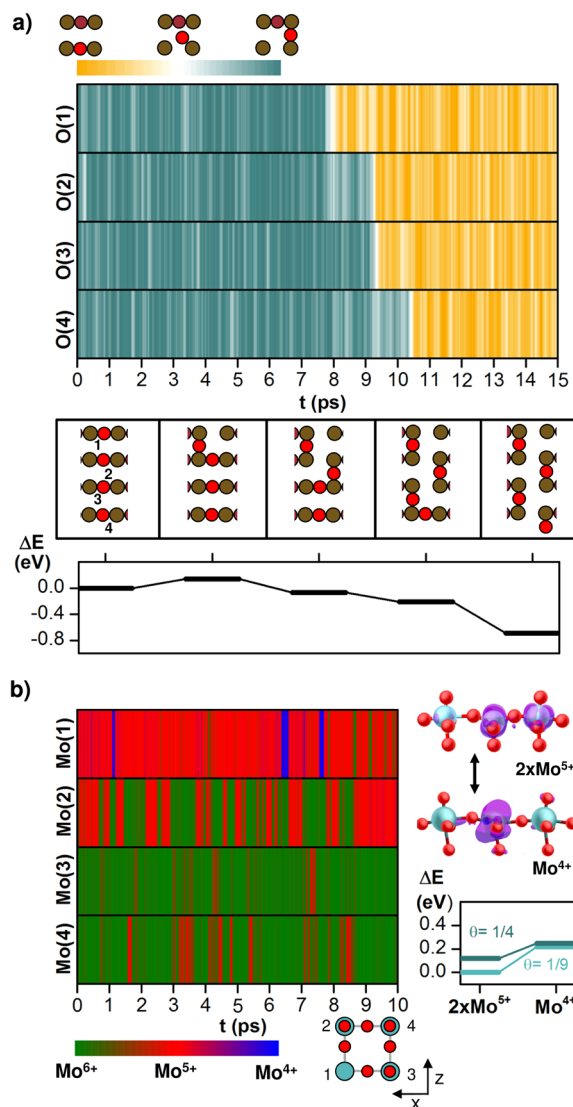 a)
O(1)
O(2)
O(3)
O(4)
0 1 2 3 4 5 6 7 8 9 10 11 12 13 14 15
t (ps)
1
2
3
4
ΔE
(eV)
0.0
-0.4
-0.8
b)
Mo(1)
Mo(2)
Mo(3)
Mo(4)
0 1 2 3 4 5 6 7 8 9 10
t (ps)
Mo⁶⁺ Mo⁵⁺ Mo⁴⁺
2xMo⁵⁺
Mo⁴⁺
ΔE
(eV)
0.4
0.2
0.0
θ= 1/4
θ= 1/9
2xMo⁵⁺ Mo⁴⁺
2 4
1 3
z
x